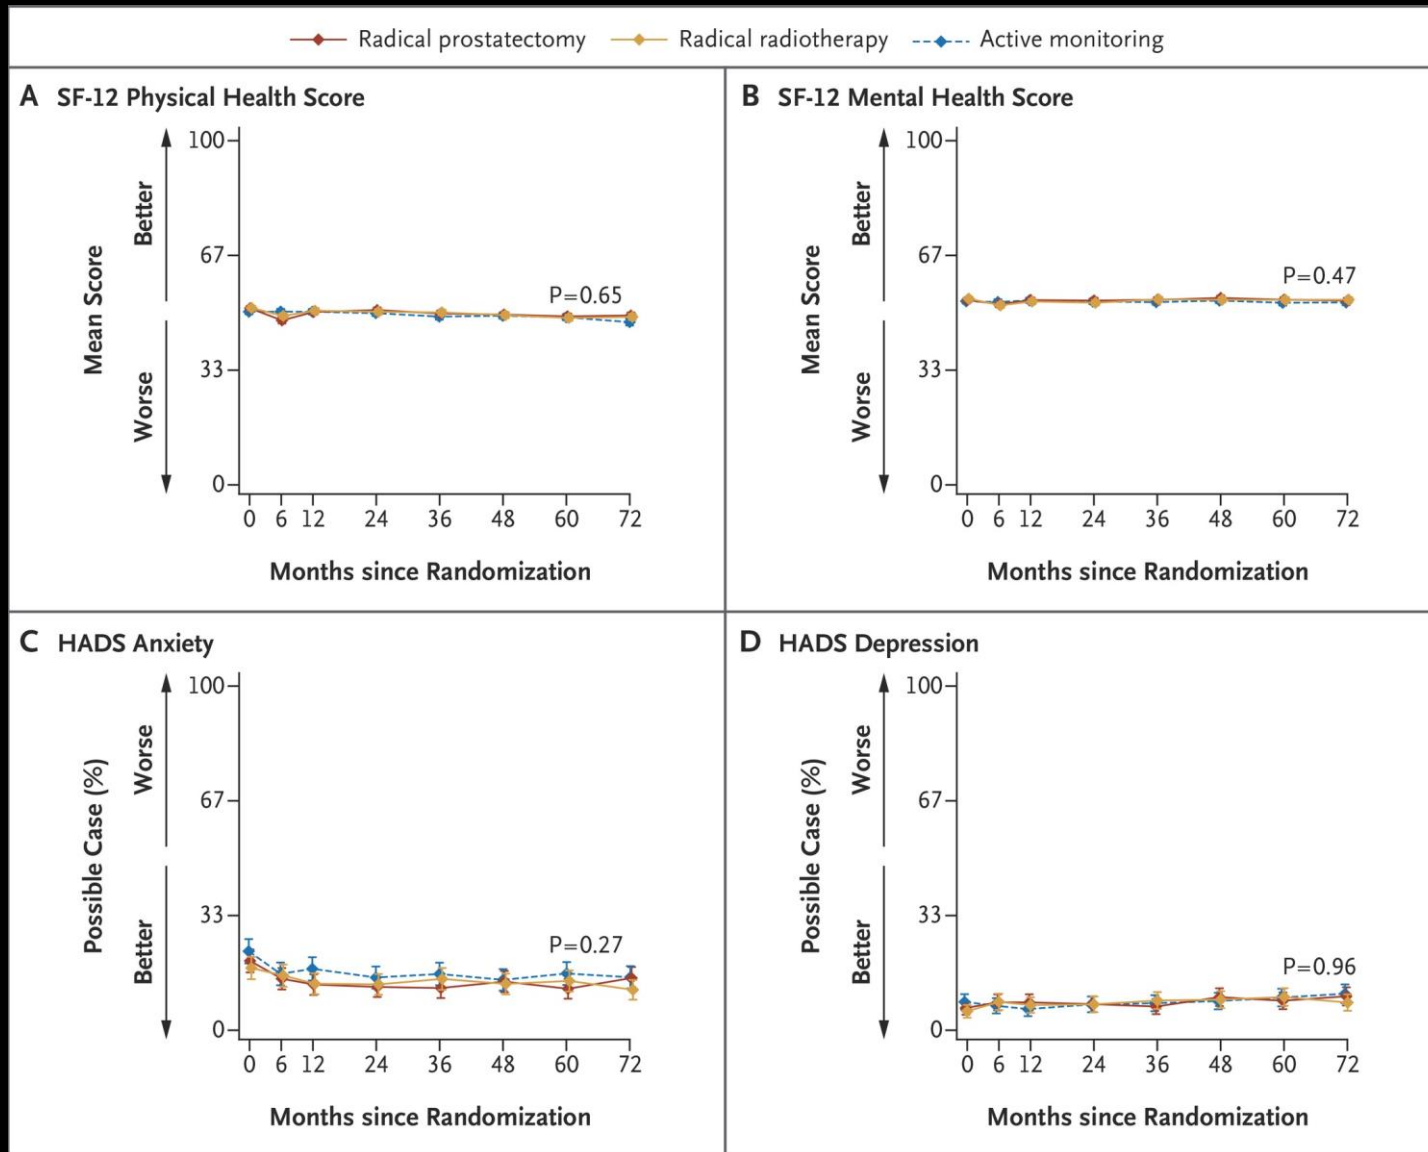 Radical prostatectomy Radical radiotherapy Active monitoring
A SF-12 Physical Health Score
Better
Worse
Mean Score
100
67
33
0
P=0.65
0 6 12 24 36 48 60 72
Months since Randomization
B SF-12 Mental Health Score
Better
Worse
Mean Score
100
67
33
0
P=0.47
0 6 12 24 36 48 60 72
Months since Randomization
C HADS Anxiety
Worse
Better
Possible Case (%)
100
67
33
0
P=0.27
0 6 12 24 36 48 60 72
Months since Randomization
D HADS Depression
Worse
Better
Possible Case (%)
100
67
33
0
P=0.96
0 6 12 24 36 48 60 72
Months since Randomization